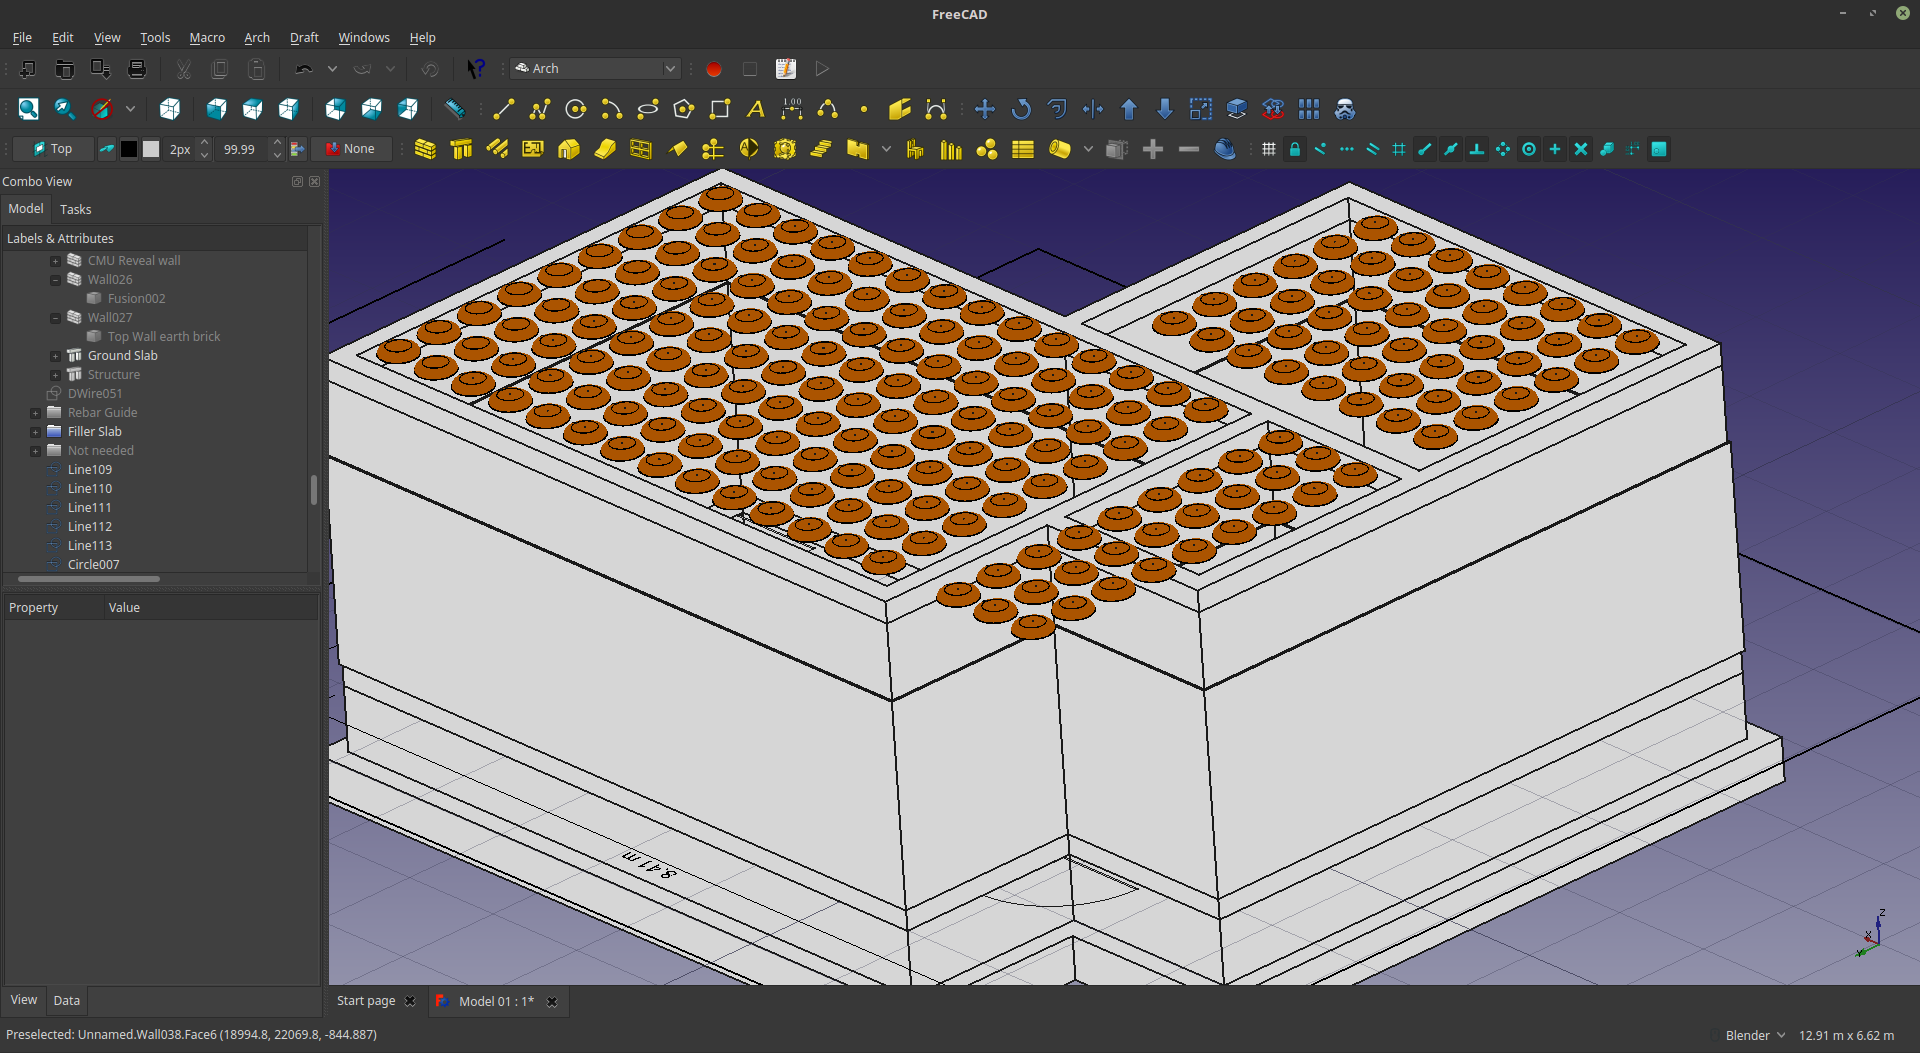 FreeCAD
File Edit View Tools Macro Arch Draft Windows Help
Arch
A 1.00
Top 2px 99.99 None
Combo View
Model Tasks
Labels & Attributes
CMU Reveal wall
Wall026
Fusion002
Wall027
Top Wall earth brick
Ground Slab
Structure
DWire051
Rebar Guide
Filler Slab
Not needed
Line109
Line110
Line111
Line112
Line113
Circle007
Property Value
9.41 m
Z
X
Y
View Data
Start page Model 01 : 1*
Preselected: Unnamed.Wall038.Face6 (18994.8, 22069.8, -844.887)
Blender 12.91 m x 6.62 m